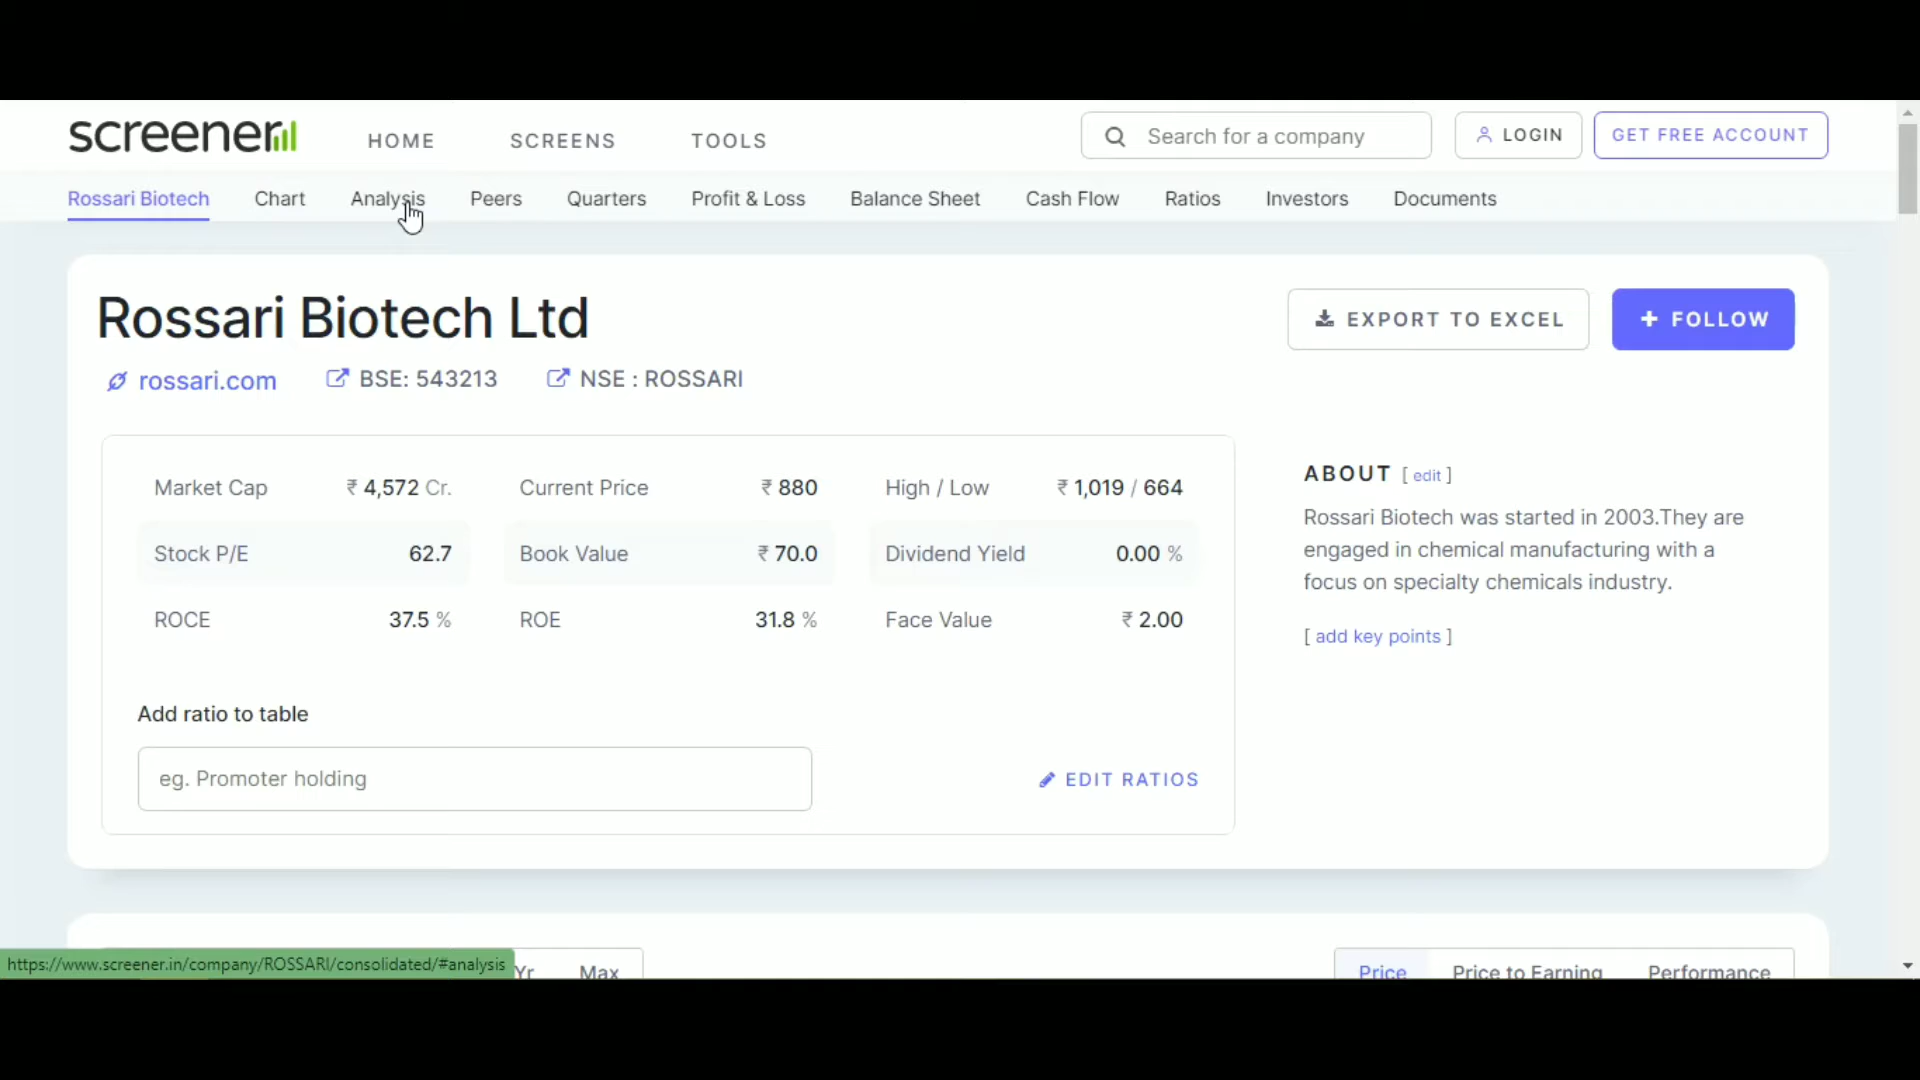 screener
HOME SCREENS TOOLS
Search for a company
LOGIN
GET FREE ACCOUNT
Rossari Biotech Chart Analysis Peers Quarters Profit & Loss Balance Sheet Cash Flow Ratios Investors Documents
Rossari Biotech Ltd
EXPORT TO EXCEL
+ FOLLOW
rossari.com BSE: 543213 NSE : ROSSARI
Market Cap ₹ 4,572 Cr. Current Price ₹ 880 High / Low ₹ 1,019 / 664
Stock P/E 62.7 Book Value ₹ 70.0 Dividend Yield 0.00 %
ROCE 37.5 % ROE 31.8 % Face Value ₹ 2.00
Add ratio to table
eg. Promoter holding
EDIT RATIOS
ABOUT [ edit ]
Rossari Biotech was started in 2003.They are
engaged in chemical manufacturing with a
focus on specialty chemicals industry.
[ add key points ]
https://www.screener.in/company/ROSSARI/consolidated/#analysis
Yr Max
Price Price to Earning Performance